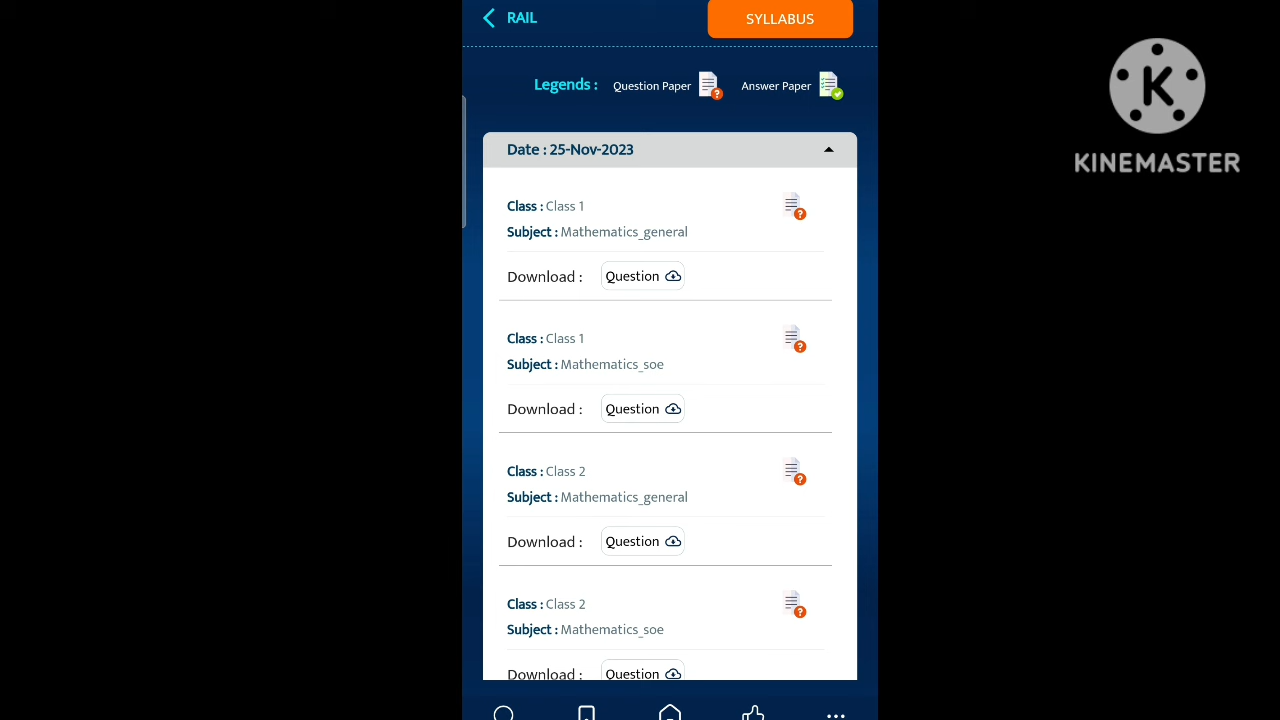 RAIL
SYLLABUS
Legends : Question Paper Answer Paper
K
KINEMASTER
Date : 25-Nov-2023
Class : Class 1
Subject : Mathematics_general
Download : Question
Class : Class 1
Subject : Mathematics_soe
Download : Question
Class : Class 2
Subject : Mathematics_general
Download : Question
Class : Class 2
Subject : Mathematics_soe
Download : Question